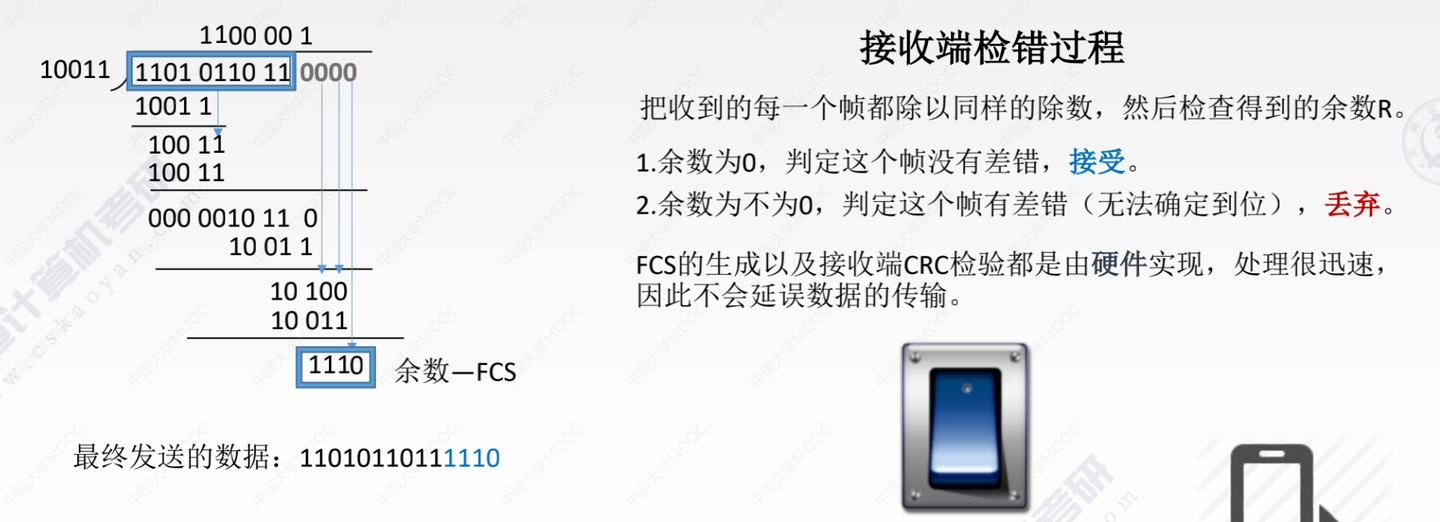 1100 00 1
10011
1101 0110 11 0000
1001 1
100 11
100 11
000 0010 11 0
10 01 1
10 100
10 011
1110 余数—FCS
最终发送的数据：11010110111110
接收端检错过程
把收到的每一个帧都除以同样的除数，然后检查得到的余数R。
1.余数为0，判定这个帧没有差错，接受。
2.余数为不为0，判定这个帧有差错（无法确定到位），丢弃。
FCS的生成以及接收端CRC检验都是由硬件实现，处理很迅速，
因此不会延误数据的传输。